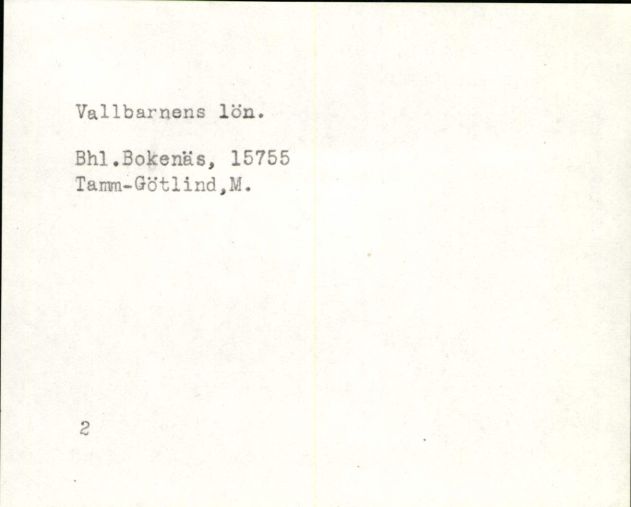 Vallbarnens lön.
Bhl.Bokenäs, 15755
Tamm-Götlind,M.
2